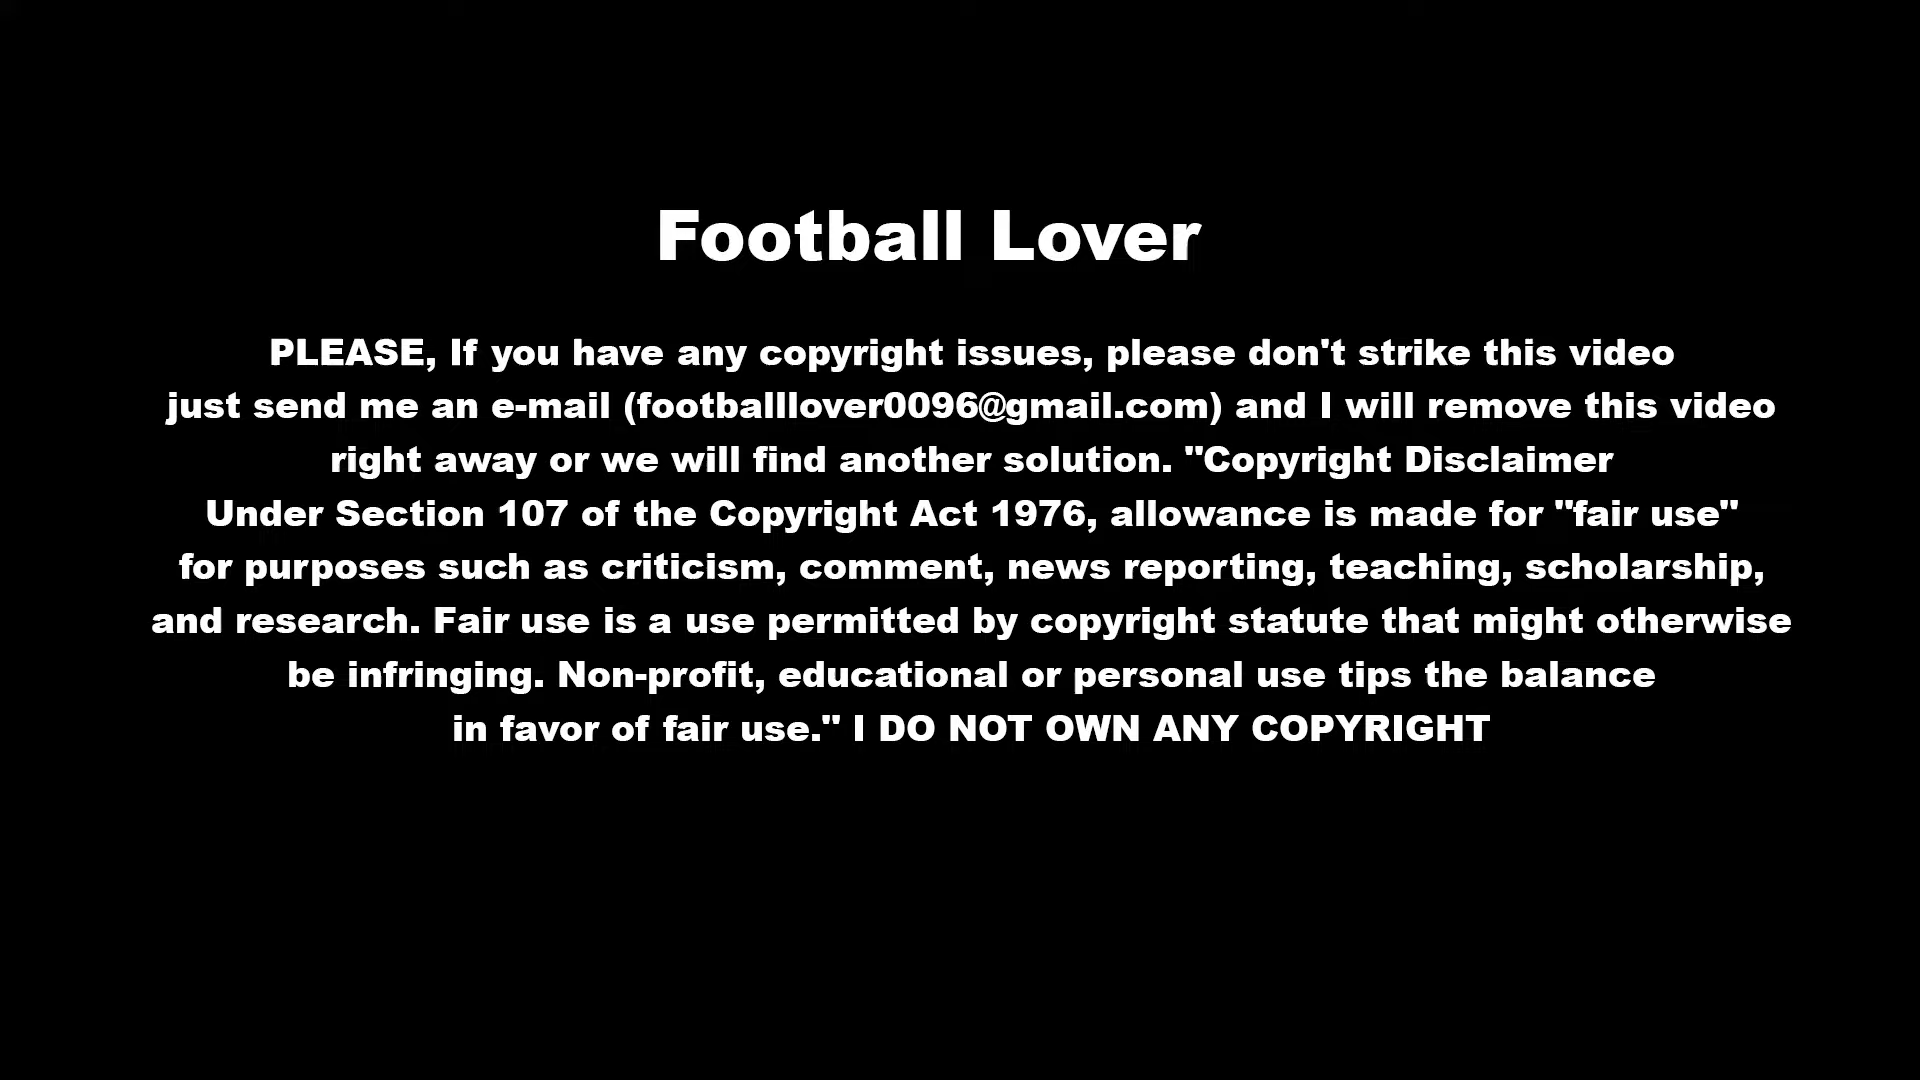 Football Lover
PLEASE, If you have any copyright issues, please don't strike this video
just send me an e-mail (footballlover0096@gmail.com) and I will remove this video
right away or we will find another solution. "Copyright Disclaimer
Under Section 107 of the Copyright Act 1976, allowance is made for "fair use"
for purposes such as criticism, comment, news reporting, teaching, scholarship,
and research. Fair use is a use permitted by copyright statute that might otherwise
be infringing. Non-profit, educational or personal use tips the balance
in favor of fair use." I DO NOT OWN ANY COPYRIGHT